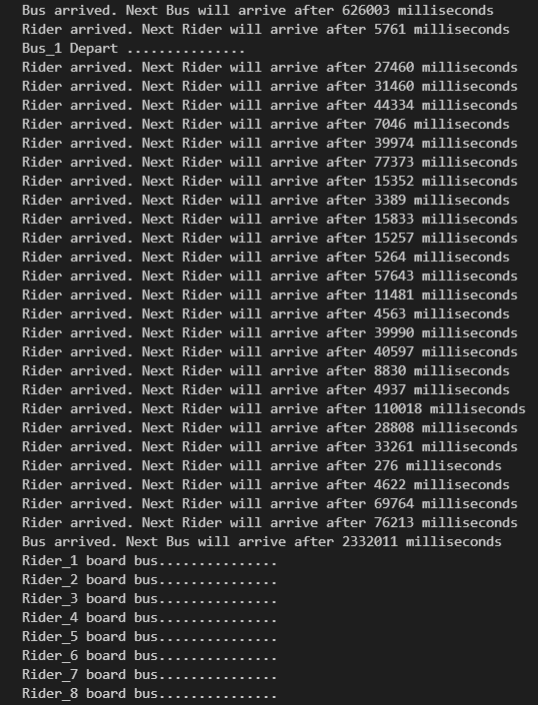 Bus arrived. Next Bus will arrive after 626003 milliseconds
Rider arrived. Next Rider will arrive after 5761 milliseconds
Bus_1 Depart ...............
Rider arrived. Next Rider will arrive after 27460 milliseconds
Rider arrived. Next Rider will arrive after 31460 milliseconds
Rider arrived. Next Rider will arrive after 44334 milliseconds
Rider arrived. Next Rider will arrive after 7046 milliseconds
Rider arrived. Next Rider will arrive after 39974 milliseconds
Rider arrived. Next Rider will arrive after 77373 milliseconds
Rider arrived. Next Rider will arrive after 15352 milliseconds
Rider arrived. Next Rider will arrive after 3389 milliseconds
Rider arrived. Next Rider will arrive after 15833 milliseconds
Rider arrived. Next Rider will arrive after 15257 milliseconds
Rider arrived. Next Rider will arrive after 5264 milliseconds
Rider arrived. Next Rider will arrive after 57643 milliseconds
Rider arrived. Next Rider will arrive after 11481 milliseconds
Rider arrived. Next Rider will arrive after 4563 milliseconds
Rider arrived. Next Rider will arrive after 39990 milliseconds
Rider arrived. Next Rider will arrive after 40597 milliseconds
Rider arrived. Next Rider will arrive after 8830 milliseconds
Rider arrived. Next Rider will arrive after 4937 milliseconds
Rider arrived. Next Rider will arrive after 110018 milliseconds
Rider arrived. Next Rider will arrive after 28808 milliseconds
Rider arrived. Next Rider will arrive after 33261 milliseconds
Rider arrived. Next Rider will arrive after 276 milliseconds
Rider arrived. Next Rider will arrive after 4622 milliseconds
Rider arrived. Next Rider will arrive after 69764 milliseconds
Rider arrived. Next Rider will arrive after 76213 milliseconds
Bus arrived. Next Bus will arrive after 2332011 milliseconds
Rider_1 board bus...............
Rider_2 board bus...............
Rider_3 board bus...............
Rider_4 board bus...............
Rider_5 board bus...............
Rider_6 board bus...............
Rider_7 board bus...............
Rider_8 board bus...............